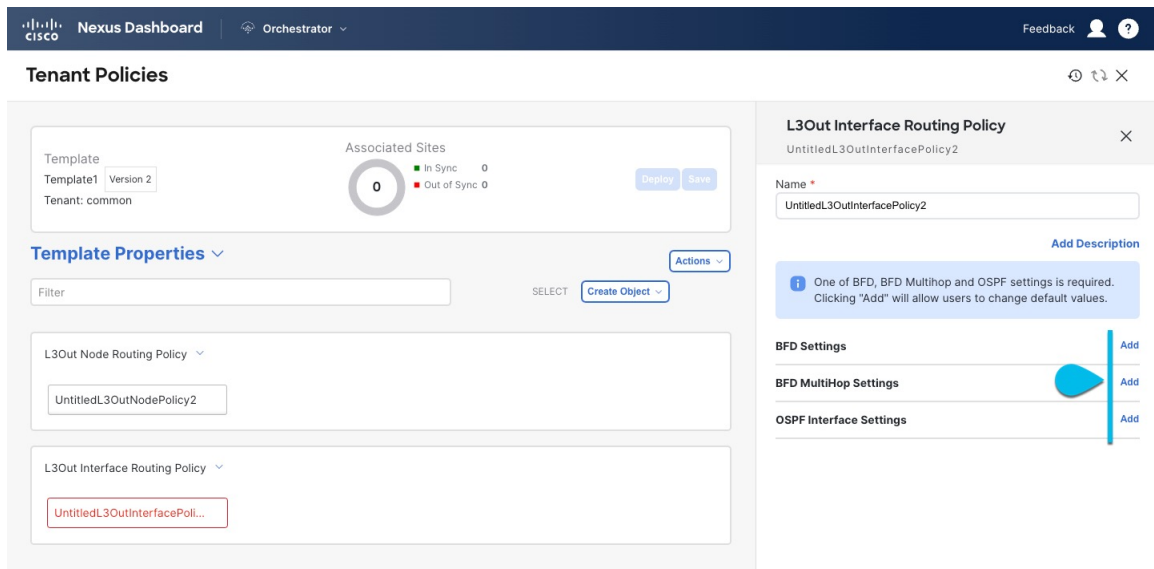 cisco Nexus Dashboard Orchestrator Feedback ?
Tenant Policies
Template
Template1 Version 2
Tenant: common
Associated Sites
0
In Sync 0
Out of Sync 0
Deploy Save
Template Properties
Actions
Filter
SELECT Create Object
L3Out Node Routing Policy
UntitledL3OutNodePolicy2
L3Out Interface Routing Policy
UntitledL3OutInterfacePoli...
L3Out Interface Routing Policy
UntitledL3OutInterfacePolicy2
Name *
UntitledL3OutInterfacePolicy2
Add Description
i One of BFD, BFD Multihop and OSPF settings is required.
Clicking "Add" will allow users to change default values.
BFD Settings Add
BFD MultiHop Settings Add
OSPF Interface Settings Add